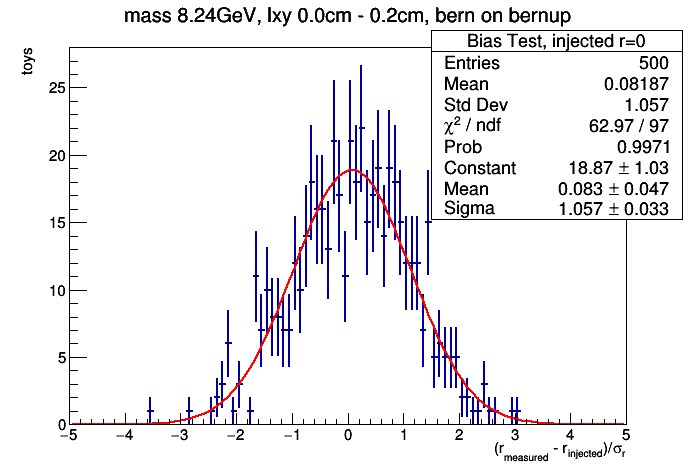 mass 8.24GeV, lxy 0.0cm - 0.2cm, bern on bernup
toys
Bias Test, injected r=0
Entries 500
Mean 0.08187
Std Dev 1.057
χ² / ndf 62.97 / 97
Prob 0.9971
Constant 18.87 ± 1.03
Mean 0.083 ± 0.047
Sigma 1.057 ± 0.033
25
20
15
10
5
0
−5 −4 −3 −2 −1 0 1 2 3 4 5
(r_measured - r_injected)/σ_r